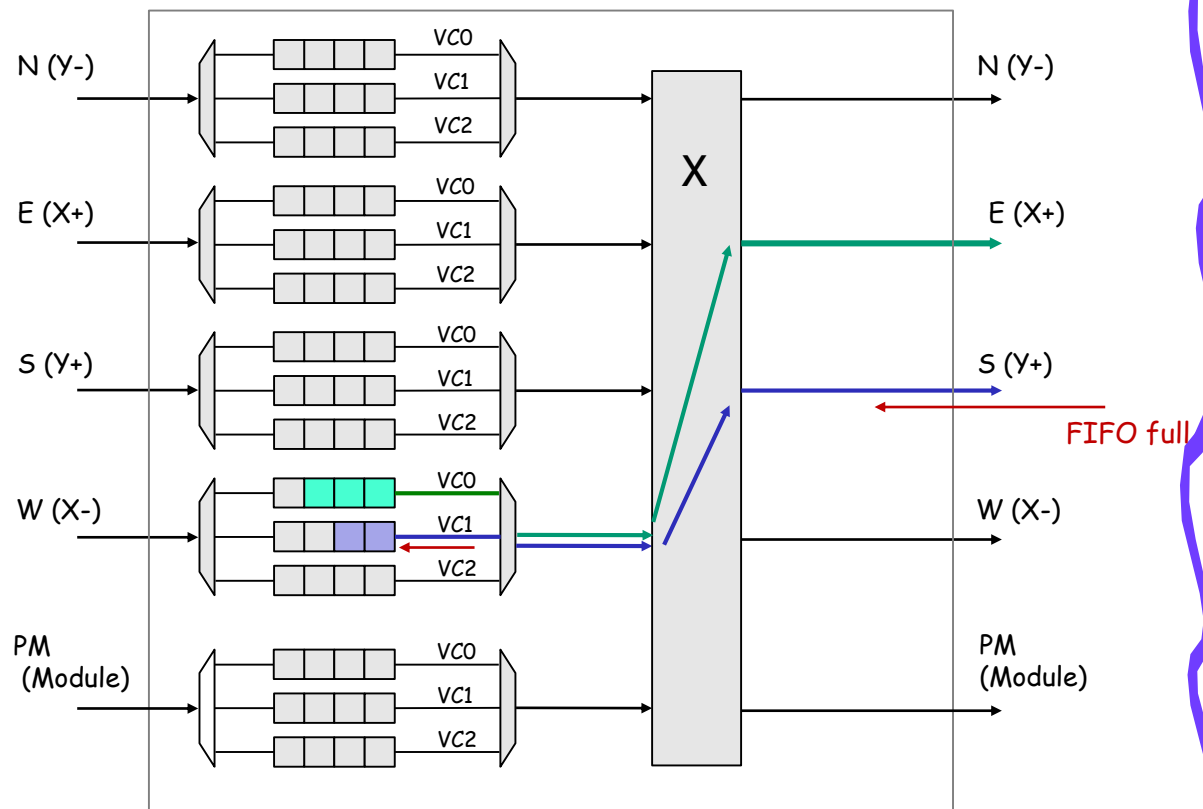 VC0
N (Y-)
VC1
VC2
N (Y-)
X
VC0
E (X+)
VC1
VC2
E (X+)
VC0
S (Y+)
VC1
VC2
S (Y+)
FIFO full
VC0
W (X-)
VC1
VC2
W (X-)
PM
(Module)
VC0
VC1
VC2
PM
(Module)